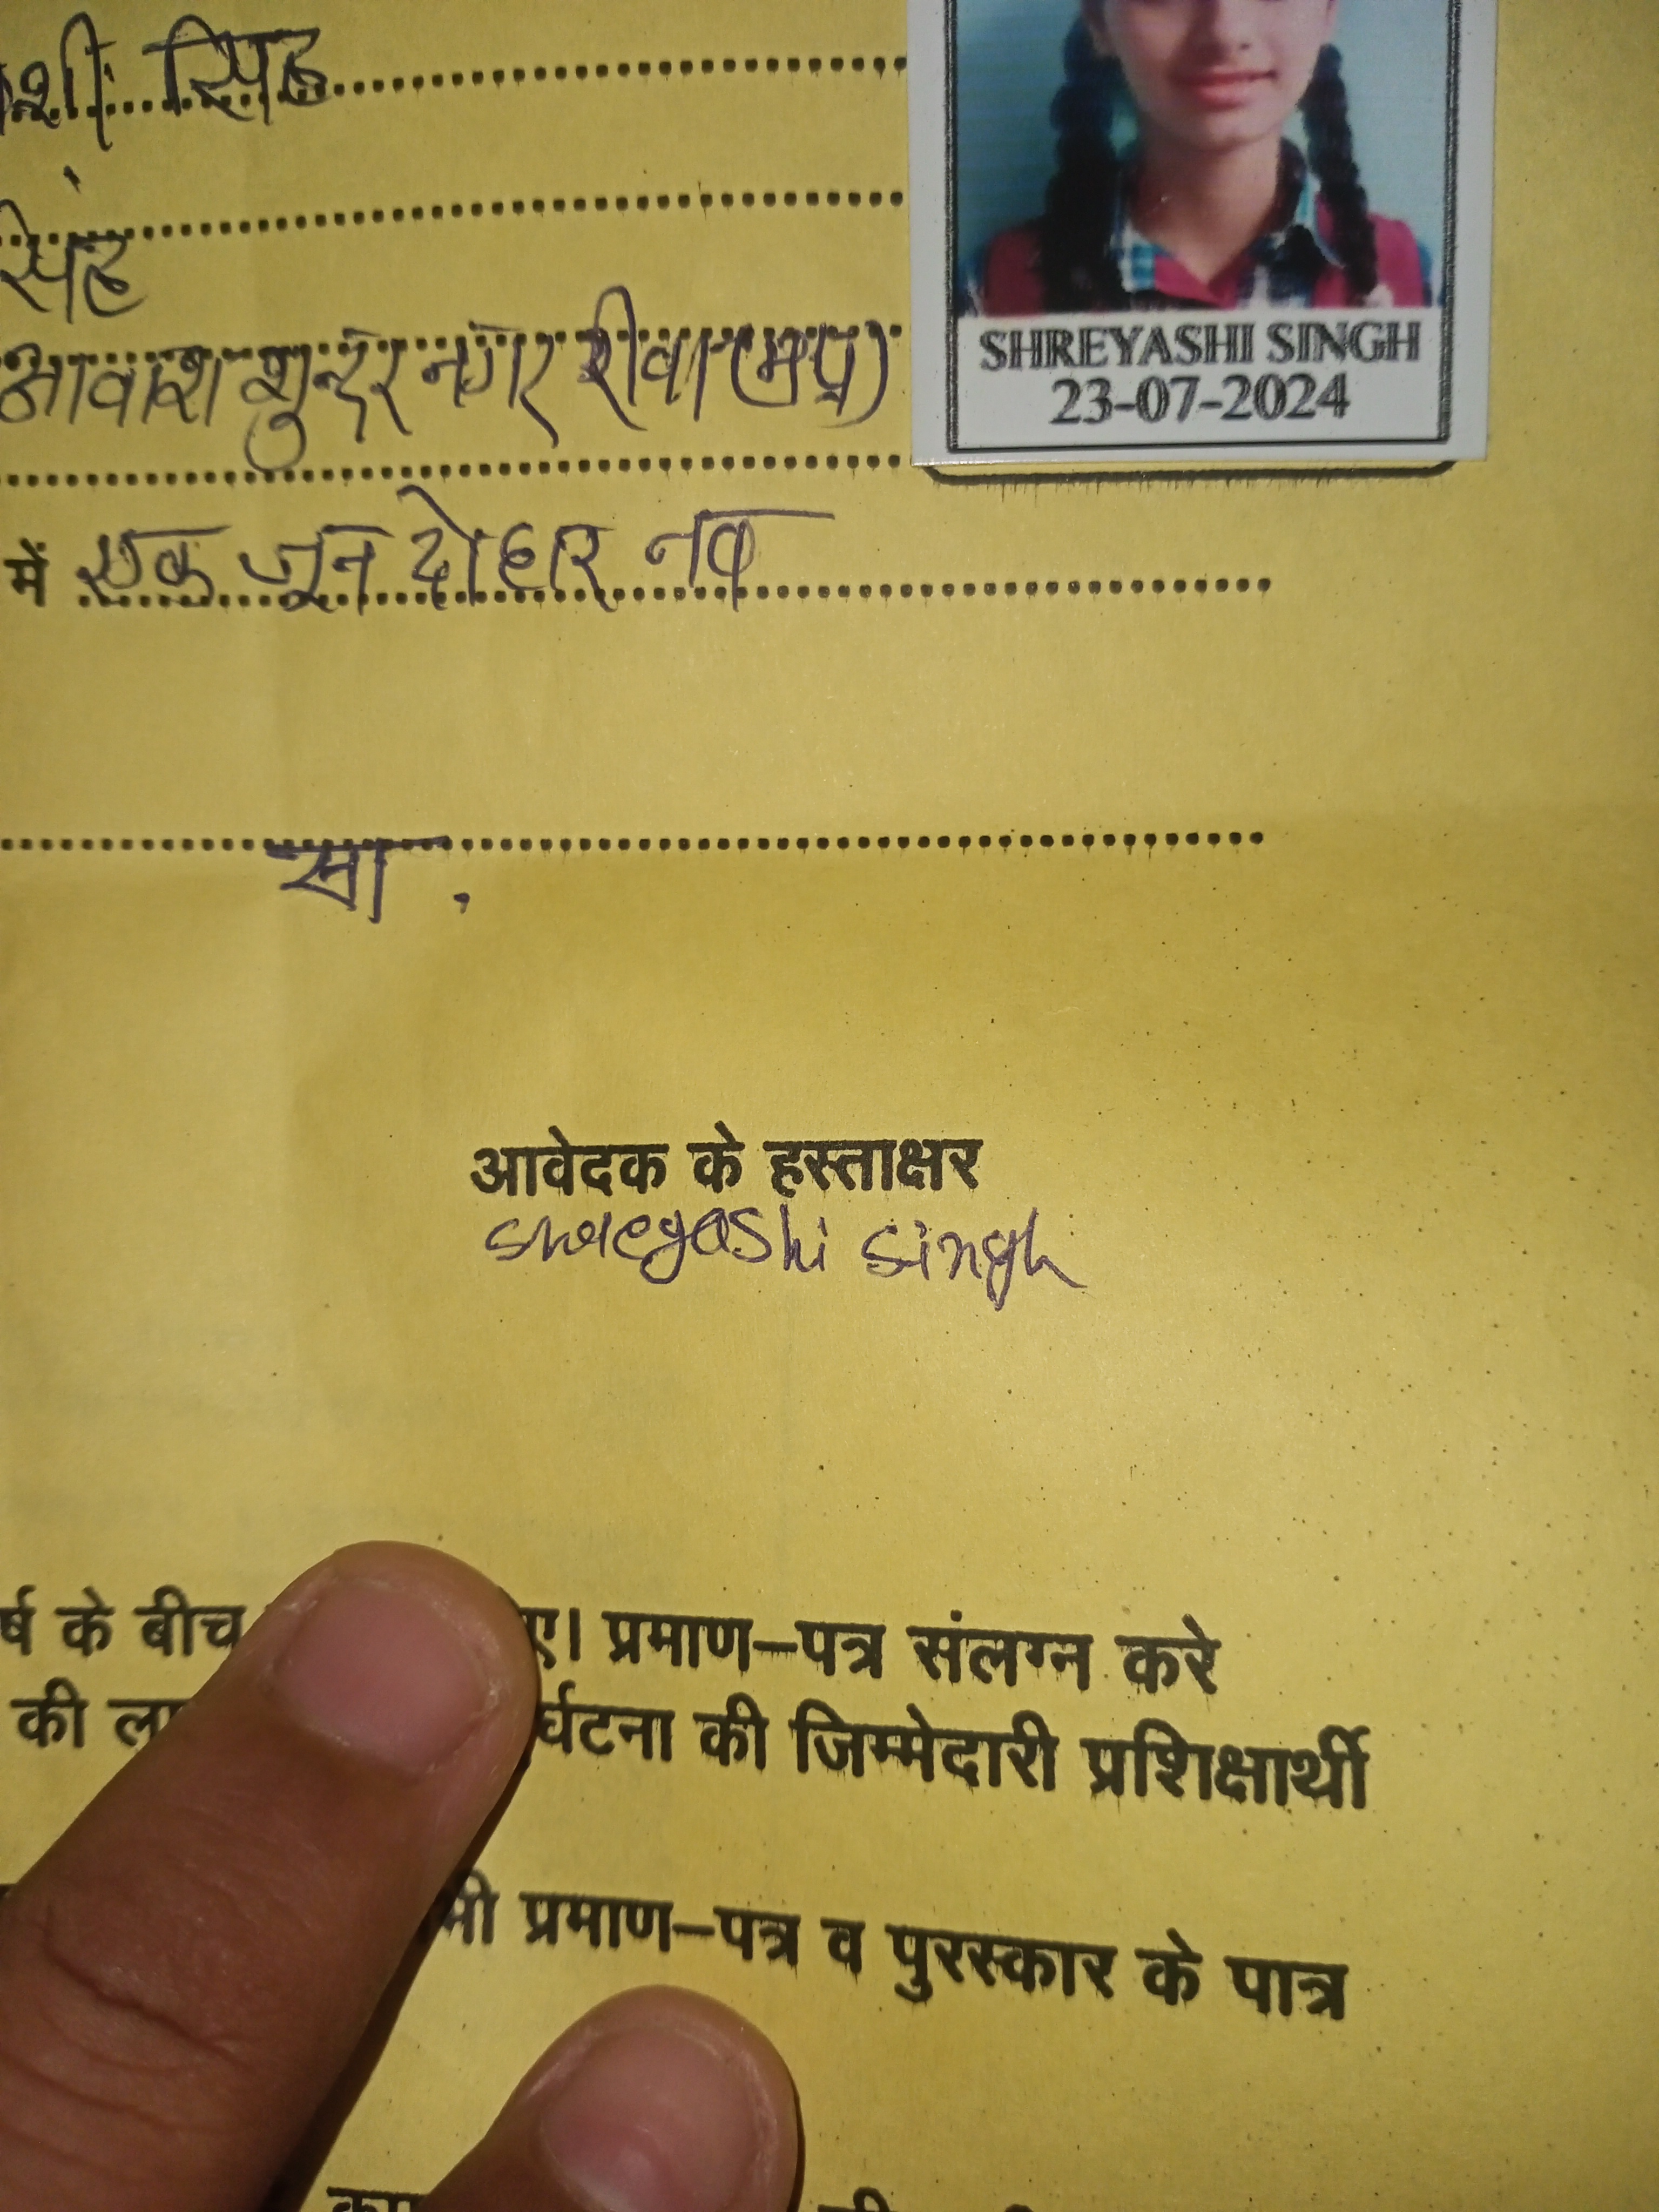 शी सिंह
SHREYASHI SINGH
23-07-2024
सिंह
आवाश शुन्दर नगर रीवा (मप्र)
में एक जून दो हार नव
सा .
आवेदक के हस्ताक्षर
Shreyashi Singh
र्ष के बीच ए। प्रमाण–पत्र संलग्न करे
की ला र्घटना की जिम्मेदारी प्रशिक्षार्थी
प्रमाण–पत्र व पुरस्कार के पात्र